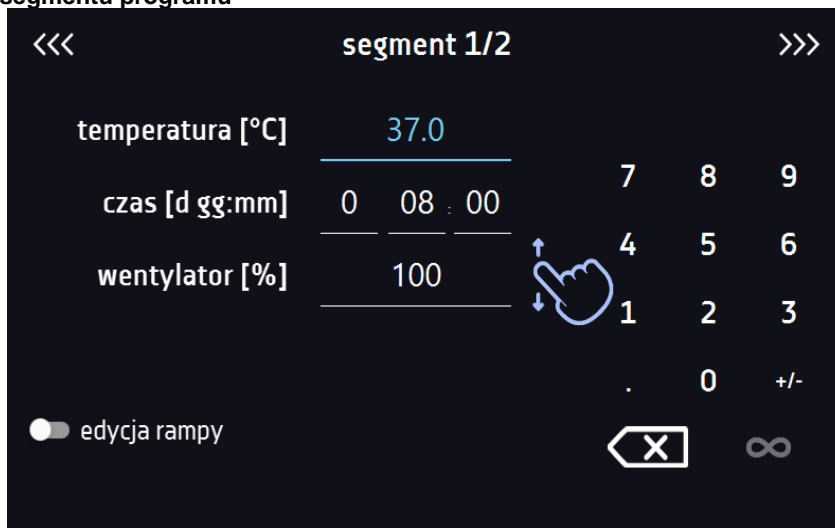 segmentu programu
<<< segment 1/2 >>>
temperatura [°C] 37.0
czas [d gg:mm] 0 08 : 00
wentylator [%] 100
7 8 9
4 5 6
1 2 3
. 0 +/-
edycja rampy
X ∞